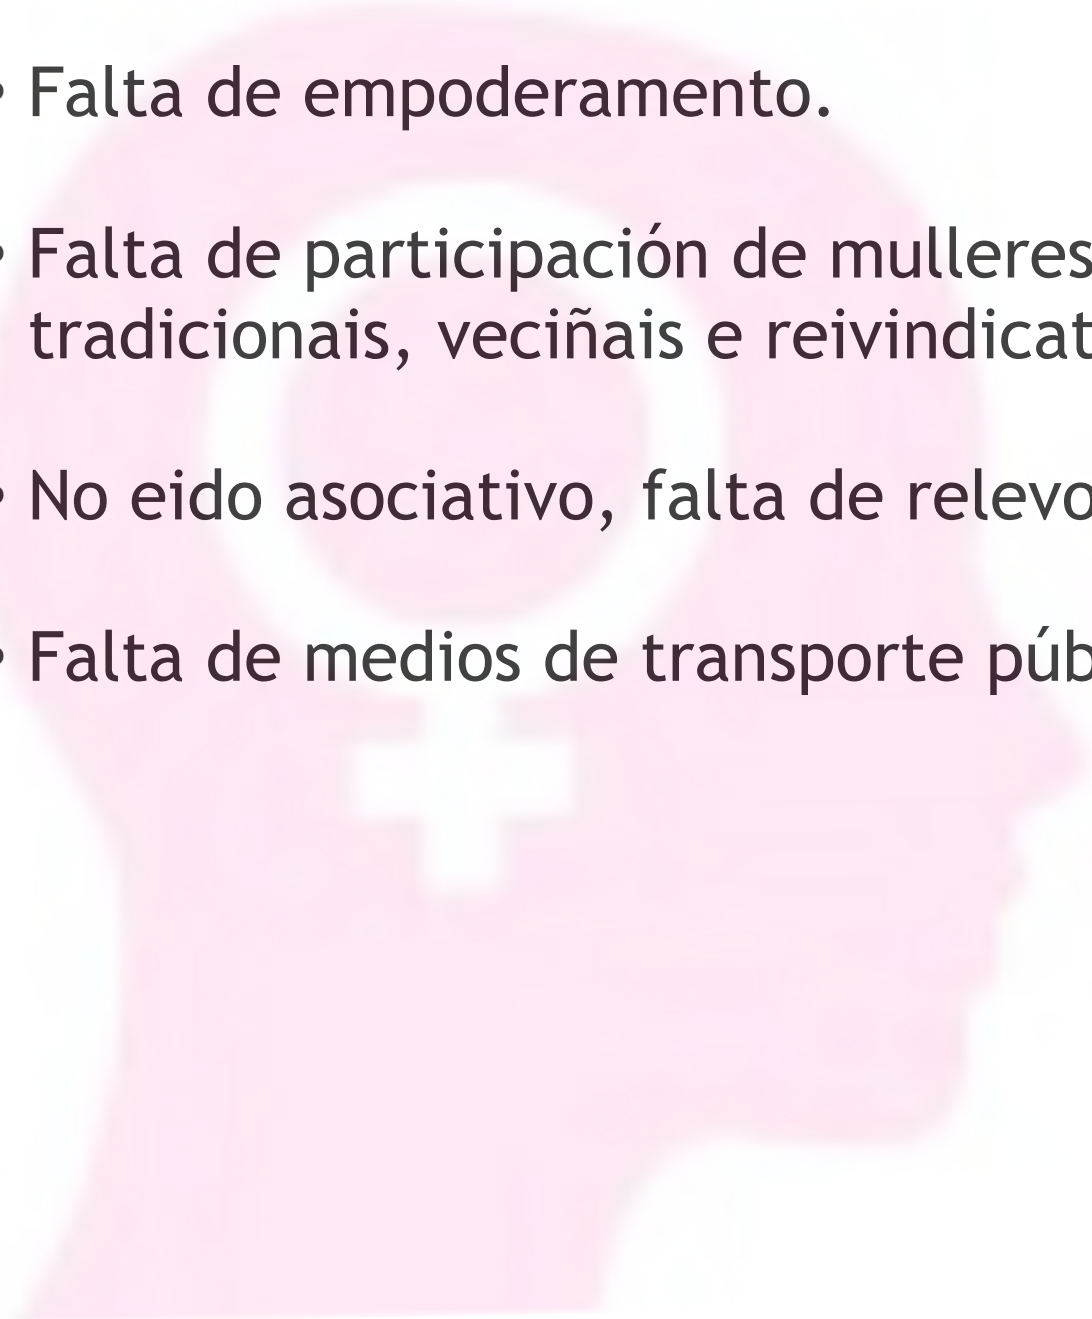 • Falta de empoderamento.
• Falta de participación de mulleres
tradicionais, veciñais e reivindicat
• No eido asociativo, falta de relevo
• Falta de medios de transporte púb